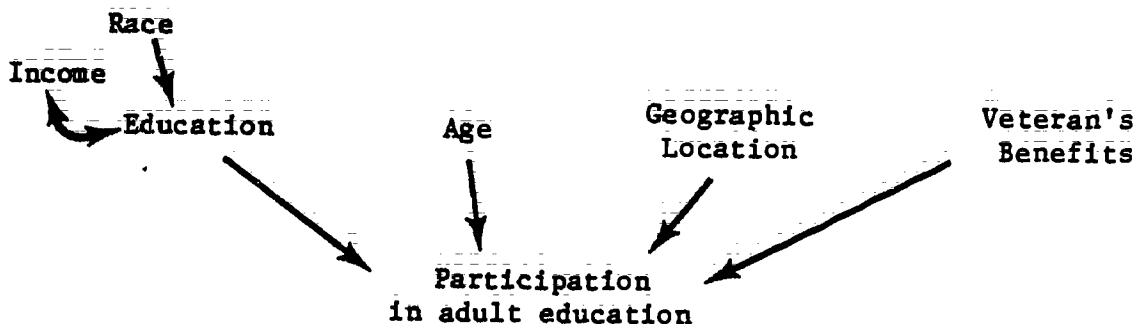 Race
Income
Education
Age
Geographic
Location
Veteran's
Benefits
Participation
in adult education